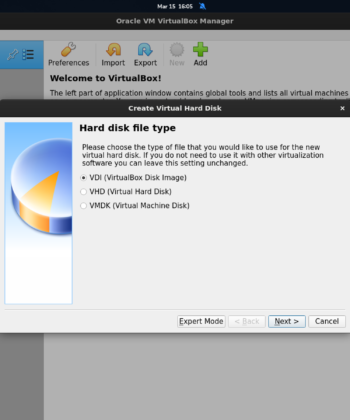 Mar 15 16:05
Oracle VM VirtualBox Manager
Preferences Import Export New Add
Welcome to VirtualBox!
The left part of application window contains global tools and lists all virtual machines
Create Virtual Hard Disk
Hard disk file type
Please choose the type of file that you would like to use for the new
virtual hard disk. If you do not need to use it with other virtualization
software you can leave this setting unchanged.
VDI (VirtualBox Disk Image)
VHD (Virtual Hard Disk)
VMDK (Virtual Machine Disk)
Expert Mode < Back Next > Cancel